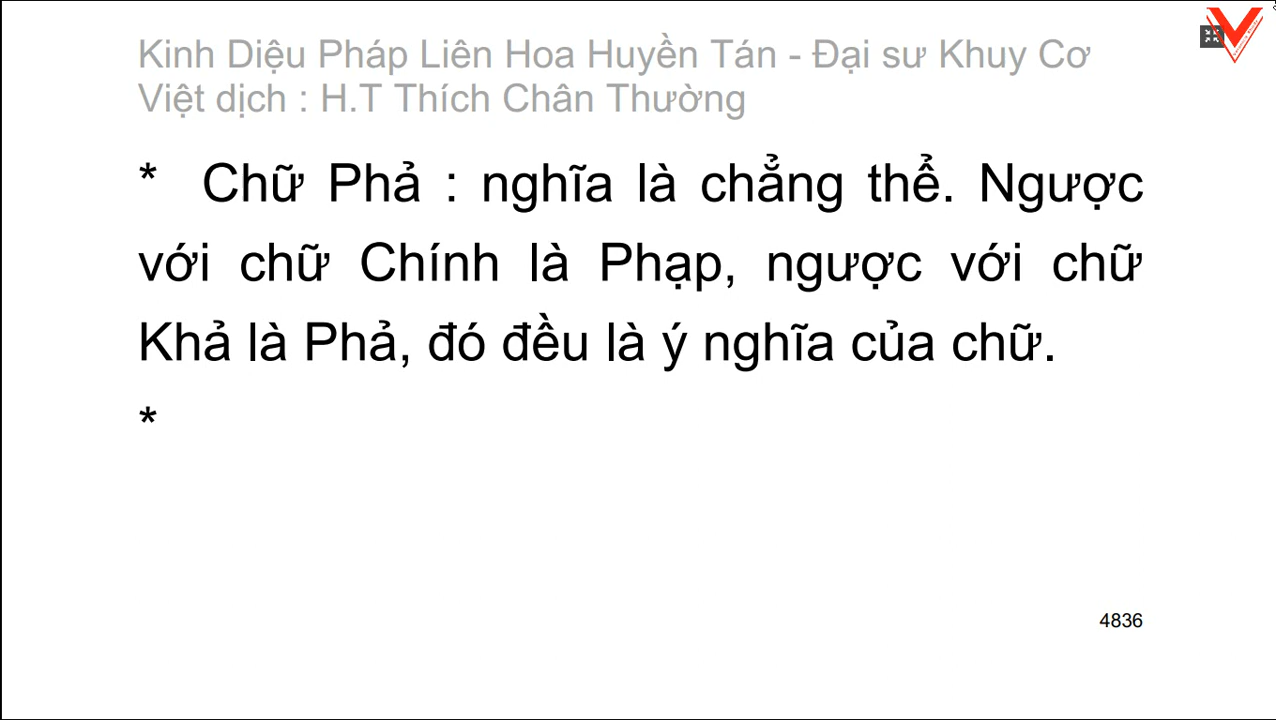 Kinh Diệu Pháp Liên Hoa Huyền Tán - Đại sư Khuy Cơ
Việt dịch : H.T Thích Chân Thường
* Chữ Phả : nghĩa là chẳng thể. Ngược
với chữ Chính là Phạp, ngược với chữ
Khả là Phả, đó đều là ý nghĩa của chữ.
*
4836